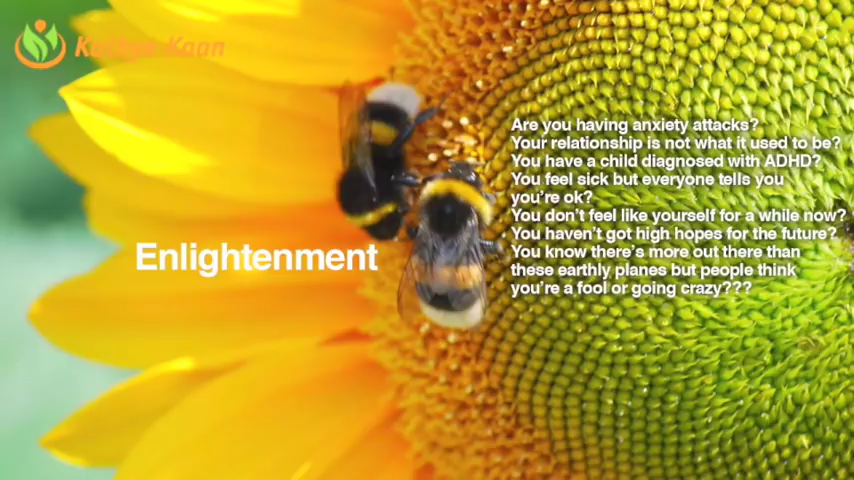 Kaan
Are you having anxiety attacks?
Your relationship is not what it used to be?
You have a child diagnosed with ADHD?
You feel sick but everyone tells you
you're ok?
You don't feel like yourself for a while now?
You haven't got high hopes for the future?
You know there's more out there than
these earthly planes but people think
you're a fool or going crazy???
Enlightenment